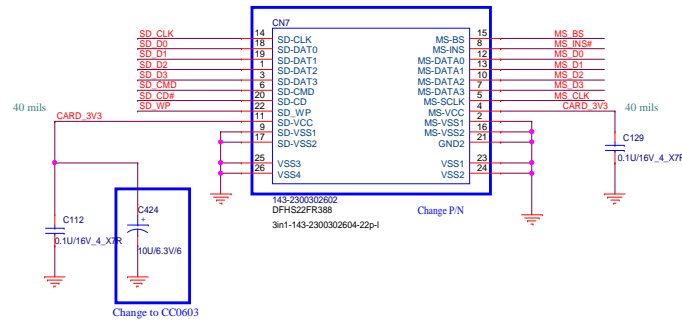 CN7
SD_CLK 14 SD-CLK MS-BS 15 MS_BS
SD_D0 18 SD-DAT0 MS-INS 8 MS_INS#
SD_D1 19 SD-DAT1 MS-DATA0 12 MS_D0
SD_D2 1 SD-DAT2 MS-DATA1 13 MS_D1
SD_D3 3 SD-DAT3 MS-DATA2 10 MS_D2
SD_CMD 6 SD-CMD MS-DATA3 7 MS_D3
SD_CD# 20 SD-CD MS-SCLK 5 MS_CLK
40 mils SD_WP 22 SD_WP MS-VCC 4 CARD_3V3 40 mils
CARD_3V3 11 SD-VCC MS-VSS1 2
9 SD-VSS1 MS-VSS2 16
17 SD-VSS2 GND2 21
C129
0.1U/16V_4_X7R
25 VSS3 VSS1 23
26 VSS4 VSS2 24
143-2300302602
DFHS22FR388 Change P/N
3in1-143-2300302604-22p-l
C112
0.1U/16V_4_X7R
C424
+
10U/6.3V/6
Change to CC0603